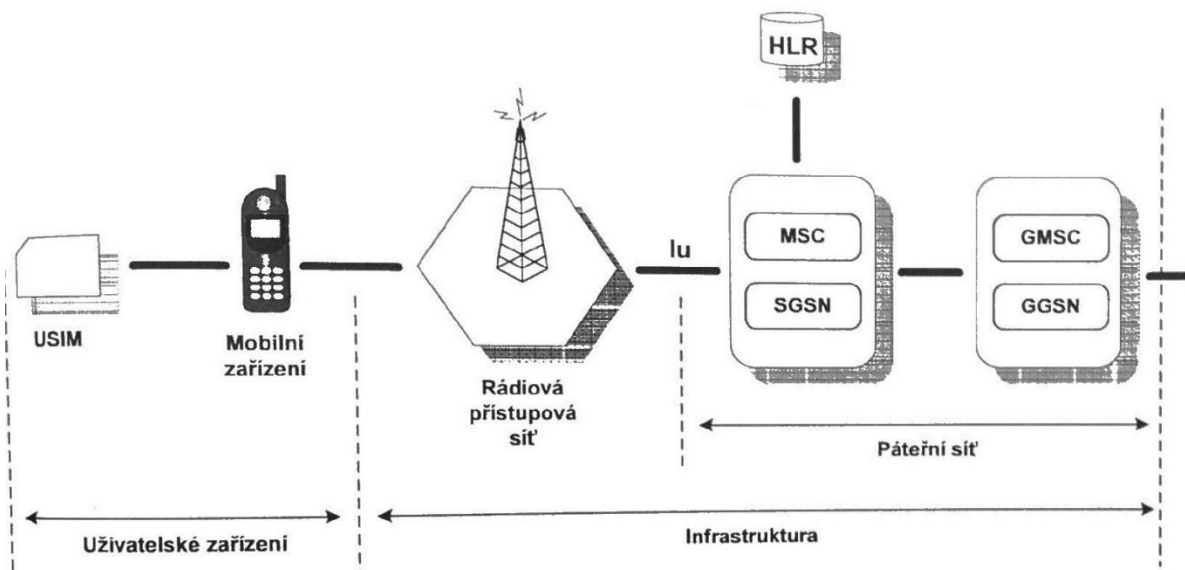 HLR
Iu
MSC
GMSC
SGSN
GGSN
USIM
Mobilní
zařízení
Rádiová
přístupová
síť
Páteřní síť
Uživatelské zařízení
Infrastruktura